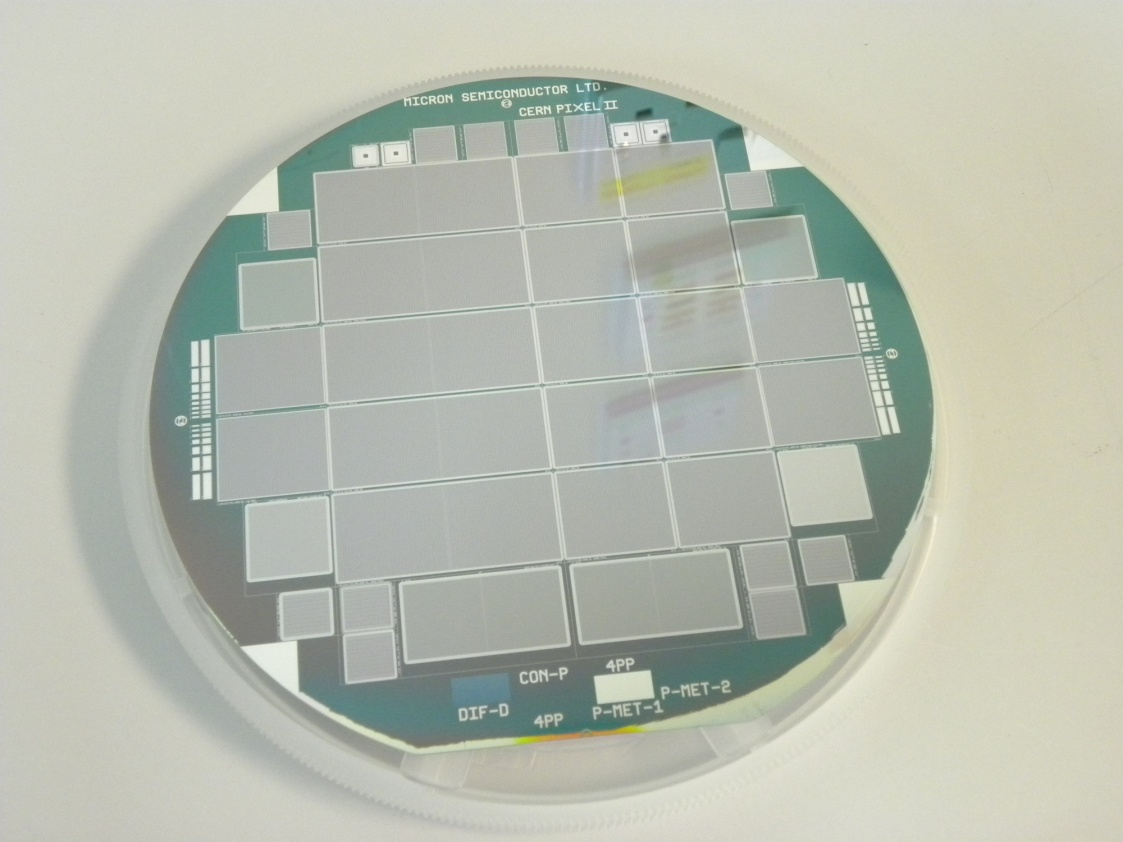 MICRON SEMICONDUCTOR LTD.
CERN PIXEL II
CON-P
4PP
DIF-D
P-MET-1
P-MET-2
4PP